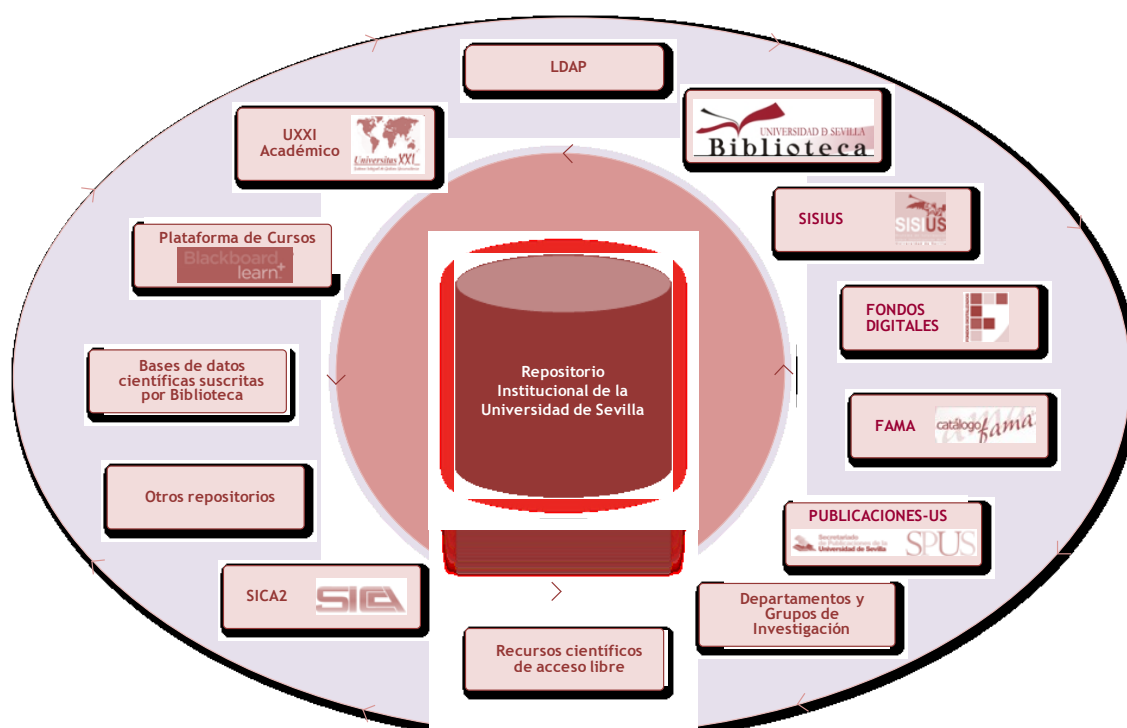 LDAP
UNIVERSIDAD Đ SEVILLA
Biblioteca
UXXI
Académico
Universitas XXI
SISIUS
SISIUS
Plataforma de Cursos
Blackboard
learn+
FONDOS
DIGITALES
Repositorio
Institucional de la
Universidad de Sevilla
Bases de datos
científicas suscritas
por Biblioteca
FAMA
catálogo fama
Otros repositorios
PUBLICACIONES-US
Secretariado
de Publicaciones de la
Universidad de Sevilla
SPUS
SICA2
SICA
Departamentos y
Grupos de
Investigación
Recursos científicos
de acceso libre